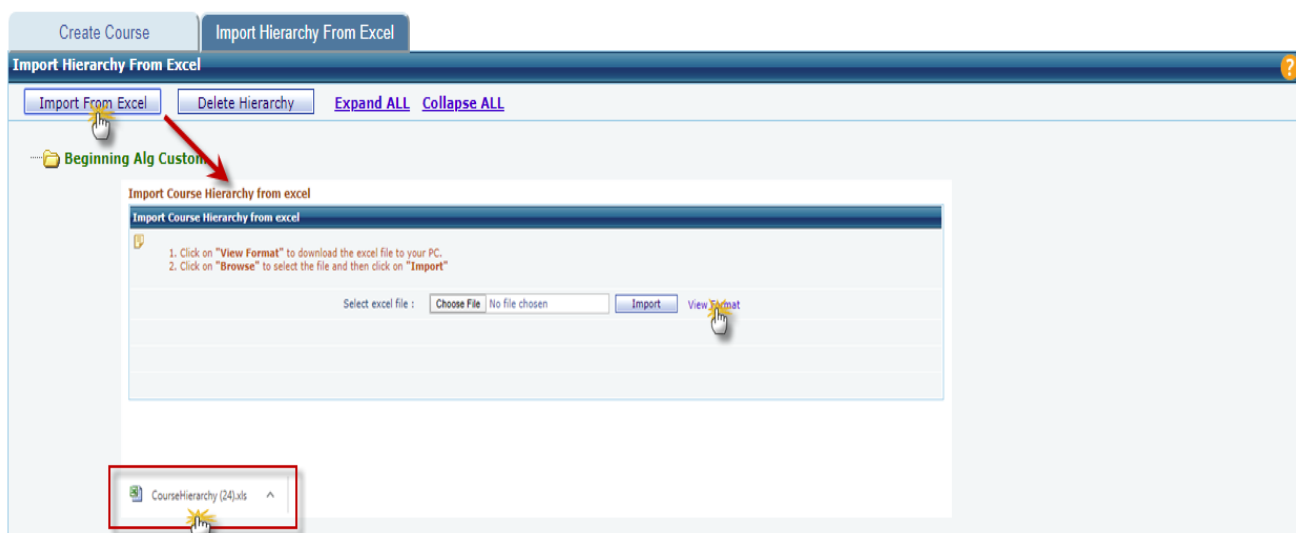 Create Course Import Hierarchy From Excel
Import Hierarchy From Excel ?
Import From Excel Delete Hierarchy Expand ALL Collapse ALL
Beginning Alg Custom
Import Course Hierarchy from excel
Import Course Hierarchy from excel
1. Click on "View Format" to download the excel file to your PC.
2. Click on "Browse" to select the file and then click on "Import"
Select excel file : Choose File No file chosen Import View Format
CourseHierarchy (24).xls